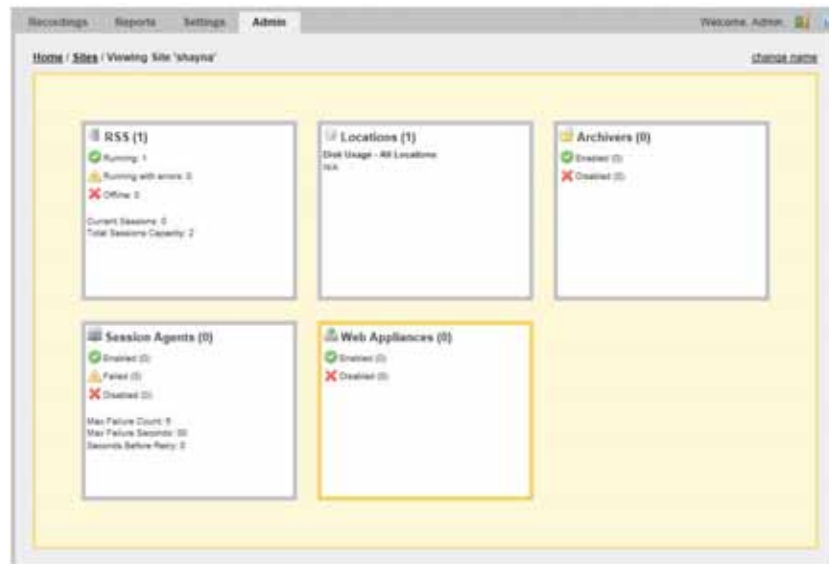 Recordings Reports Settings Admin
Welcome, Admin.
Home / Sites / Viewing Site 'shayna'
change name
RSS (1)
Running: 1
Running with errors: 0
Offline: 0
Current Sessions: 0
Total Sessions Capacity: 2
Locations (1)
Disk Usage - All Locations
N/A
Archivers (0)
Enabled (0)
Disabled (0)
Session Agents (0)
Enabled (0)
Failed (0)
Disabled (0)
Max Failure Count: 5
Max Failure Seconds:
Seconds Before Retry: 0
Web Appliances (0)
Enabled (0)
Disabled (0)